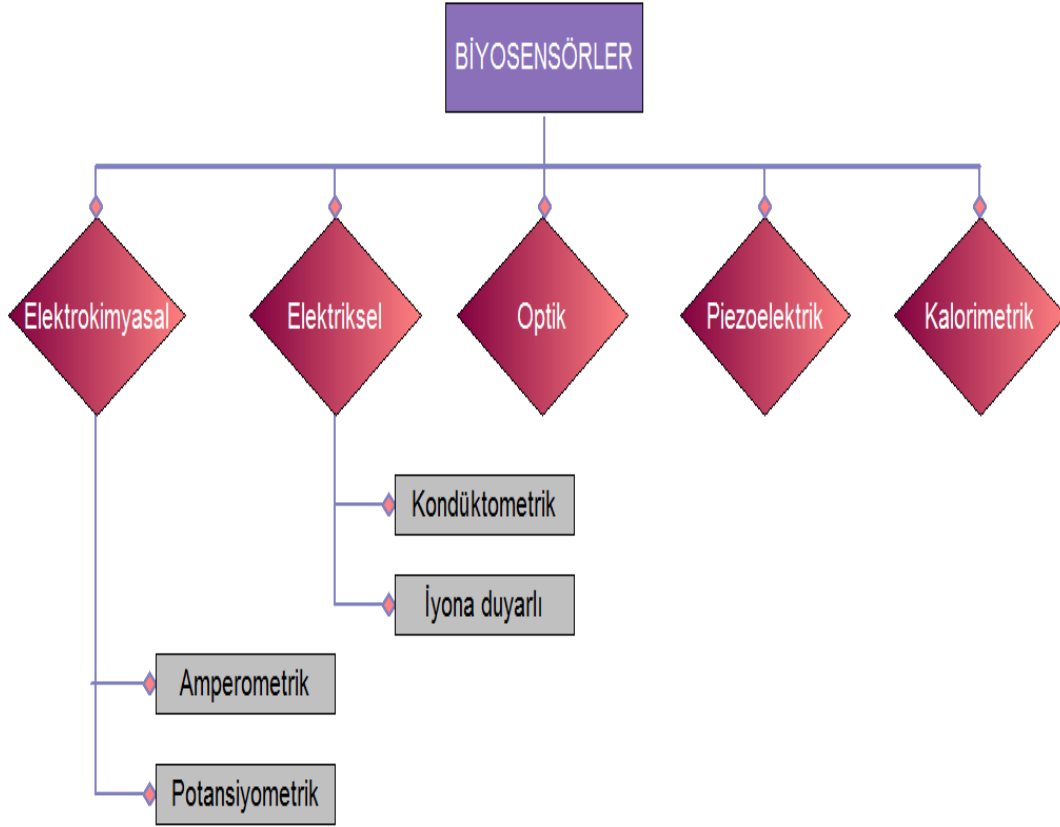 BİYOSENSÖRLER
Elektrokimyasal
Elektriksel
Optik
Piezoelektrik
Kalorimetrik
Kondüktometrik
İyona duyarlı
Amperometrik
Potansiyometrik